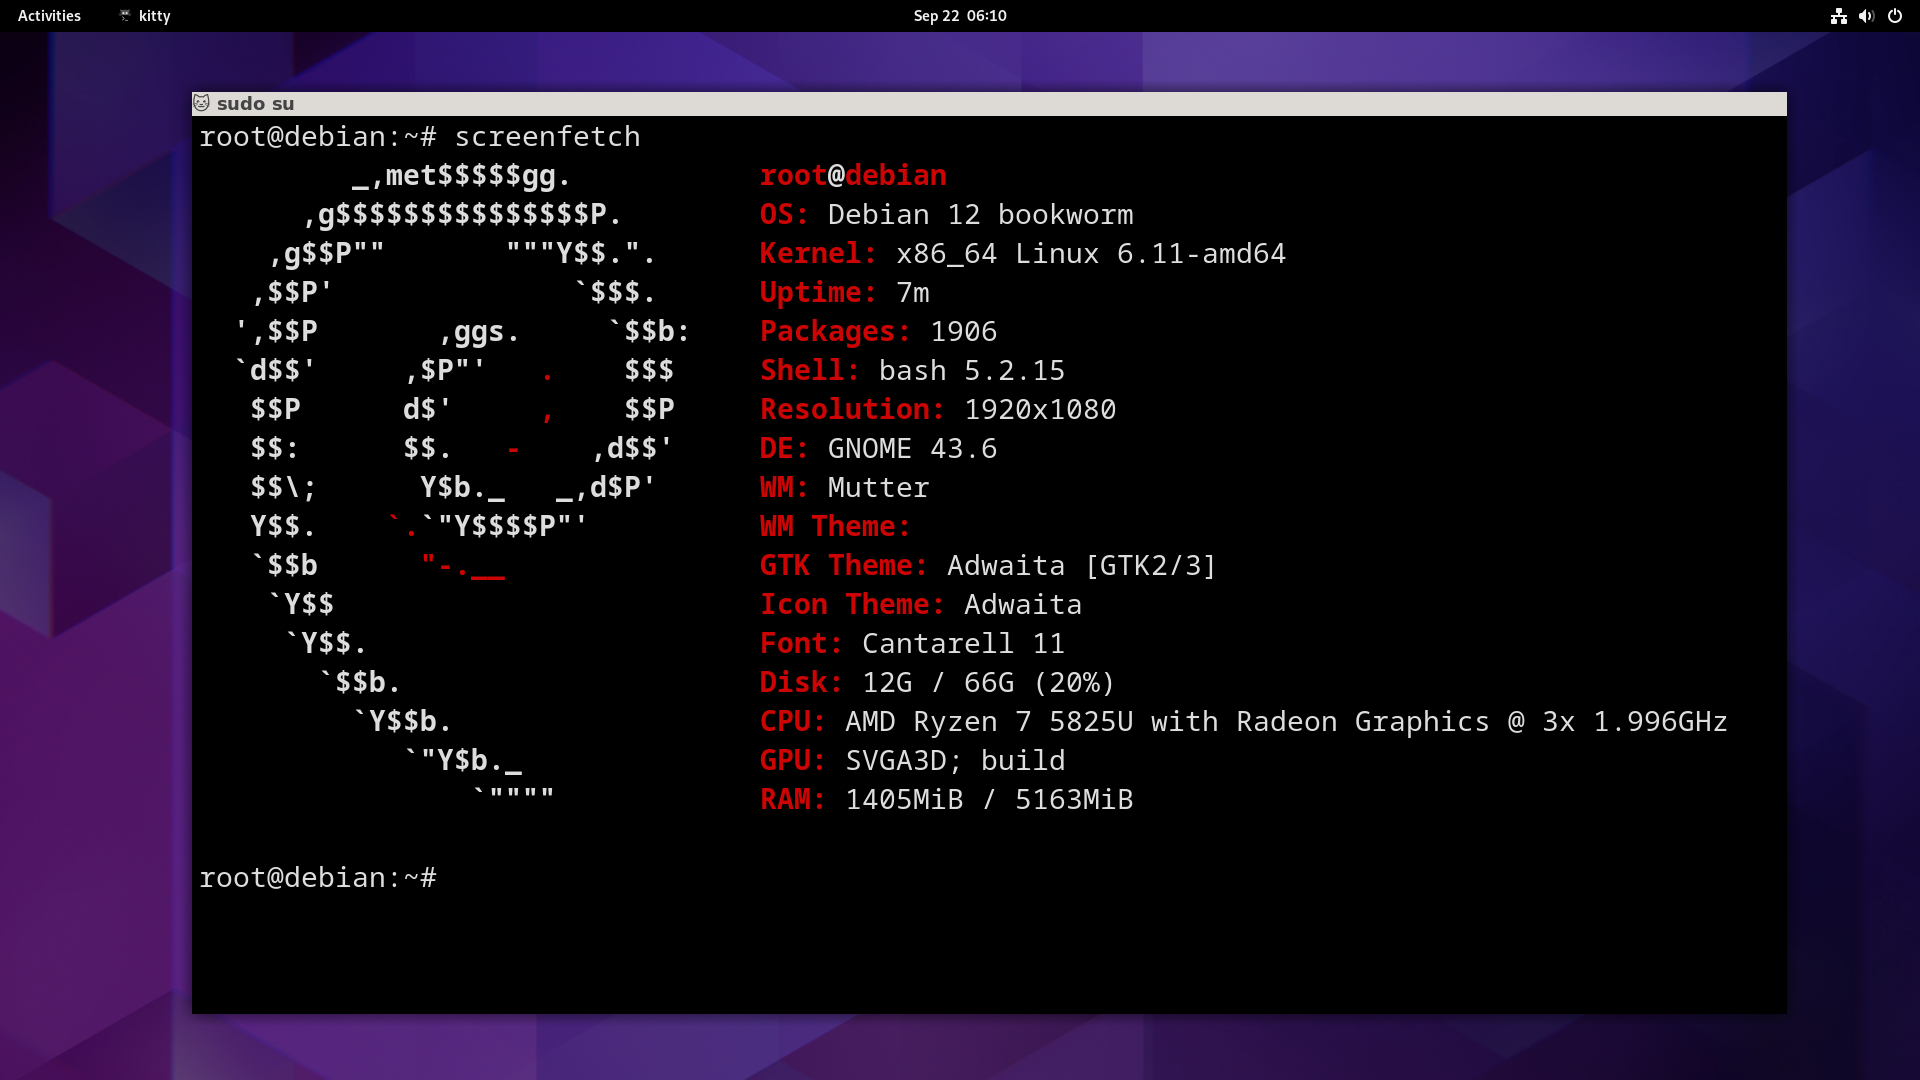 Activities kitty Sep 22 06:10
sudo su
root@debian:~# screenfetch
         _,met$$$$$gg.           root@debian
      ,g$$$$$$$$$$$$$$$P.        OS: Debian 12 bookworm
    ,g$$P""       """Y$$.".      Kernel: x86_64 Linux 6.11-amd64
   ,$$P'              `$$$.      Uptime: 7m
  ',$$P       ,ggs.     `$$b:    Packages: 1906
  `d$$'     ,$P"'   .    $$$     Shell: bash 5.2.15
   $$P      d$'     ,    $$P     Resolution: 1920x1080
   $$:      $$.   -    ,d$$'     DE: GNOME 43.6
   $$\;      Y$b._   _,d$P'      WM: Mutter
   Y$$.    `.`"Y$$$$P"'          WM Theme:
   `$$b      "-.__               GTK Theme: Adwaita [GTK2/3]
    `Y$$                         Icon Theme: Adwaita
     `Y$$.                       Font: Cantarell 11
       `$$b.                     Disk: 12G / 66G (20%)
         `Y$$b.                  CPU: AMD Ryzen 7 5825U with Radeon Graphics @ 3x 1.996GHz
            `"Y$b._              GPU: SVGA3D; build
                `""""            RAM: 1405MiB / 5163MiB
root@debian:~#